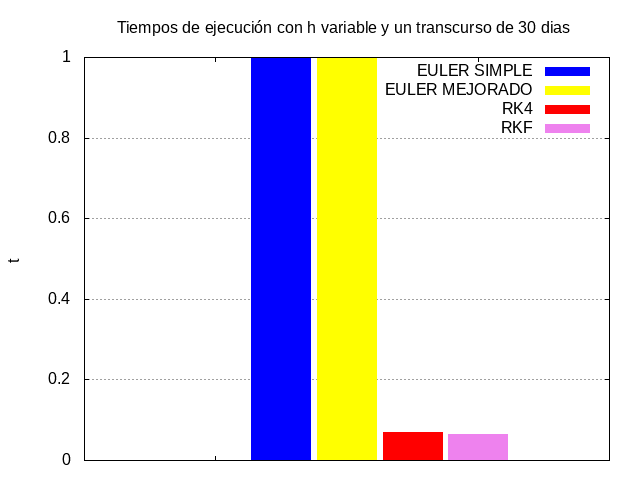 Tiempos de ejecución con h variable y un transcurso de 30 dias
1
EULER SIMPLE
EULER MEJORADO
RK4
RKF
0.8
0.6
t
0.4
0.2
0